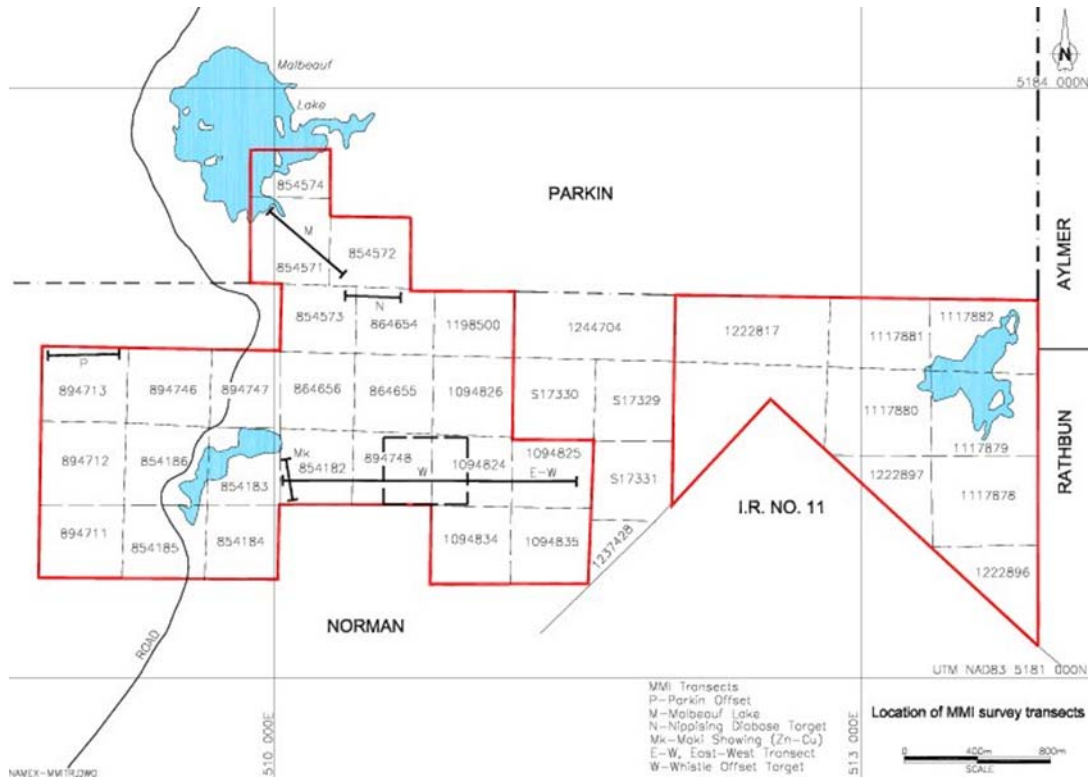 Malbeauf
Lake
N
5184 000N
854574
PARKIN
M
854572
854571
AYLMER
N
854573
864654
1198500
1244704
1222817
1117881
1117882
P
894713
894746
894747
864656
864655
1094826
S17330
S17329
1117880
1117879
RATHBUN
894712
854186
854183
Mk
854182
894748
W
1094824
1094825
E-W
S17331
1222897
1117878
I.R. NO. 11
894711
854185
854184
1094834
1094835
1237428
1222896
NORMAN
ROAD
UTM NAD83 5181 000N
510 000E
513 000E
MMI Transects
P-Parkin Offset
M-Malbeauf Lake
N-Nippising Diabase Target
Mk-Maki Showing (Zn-Cu)
E-W, East-West Transect
W-Whistle Offset Target
Location of MMI survey transects
0 400m 800m
SCALE
NAMEX-MMITR.DWG